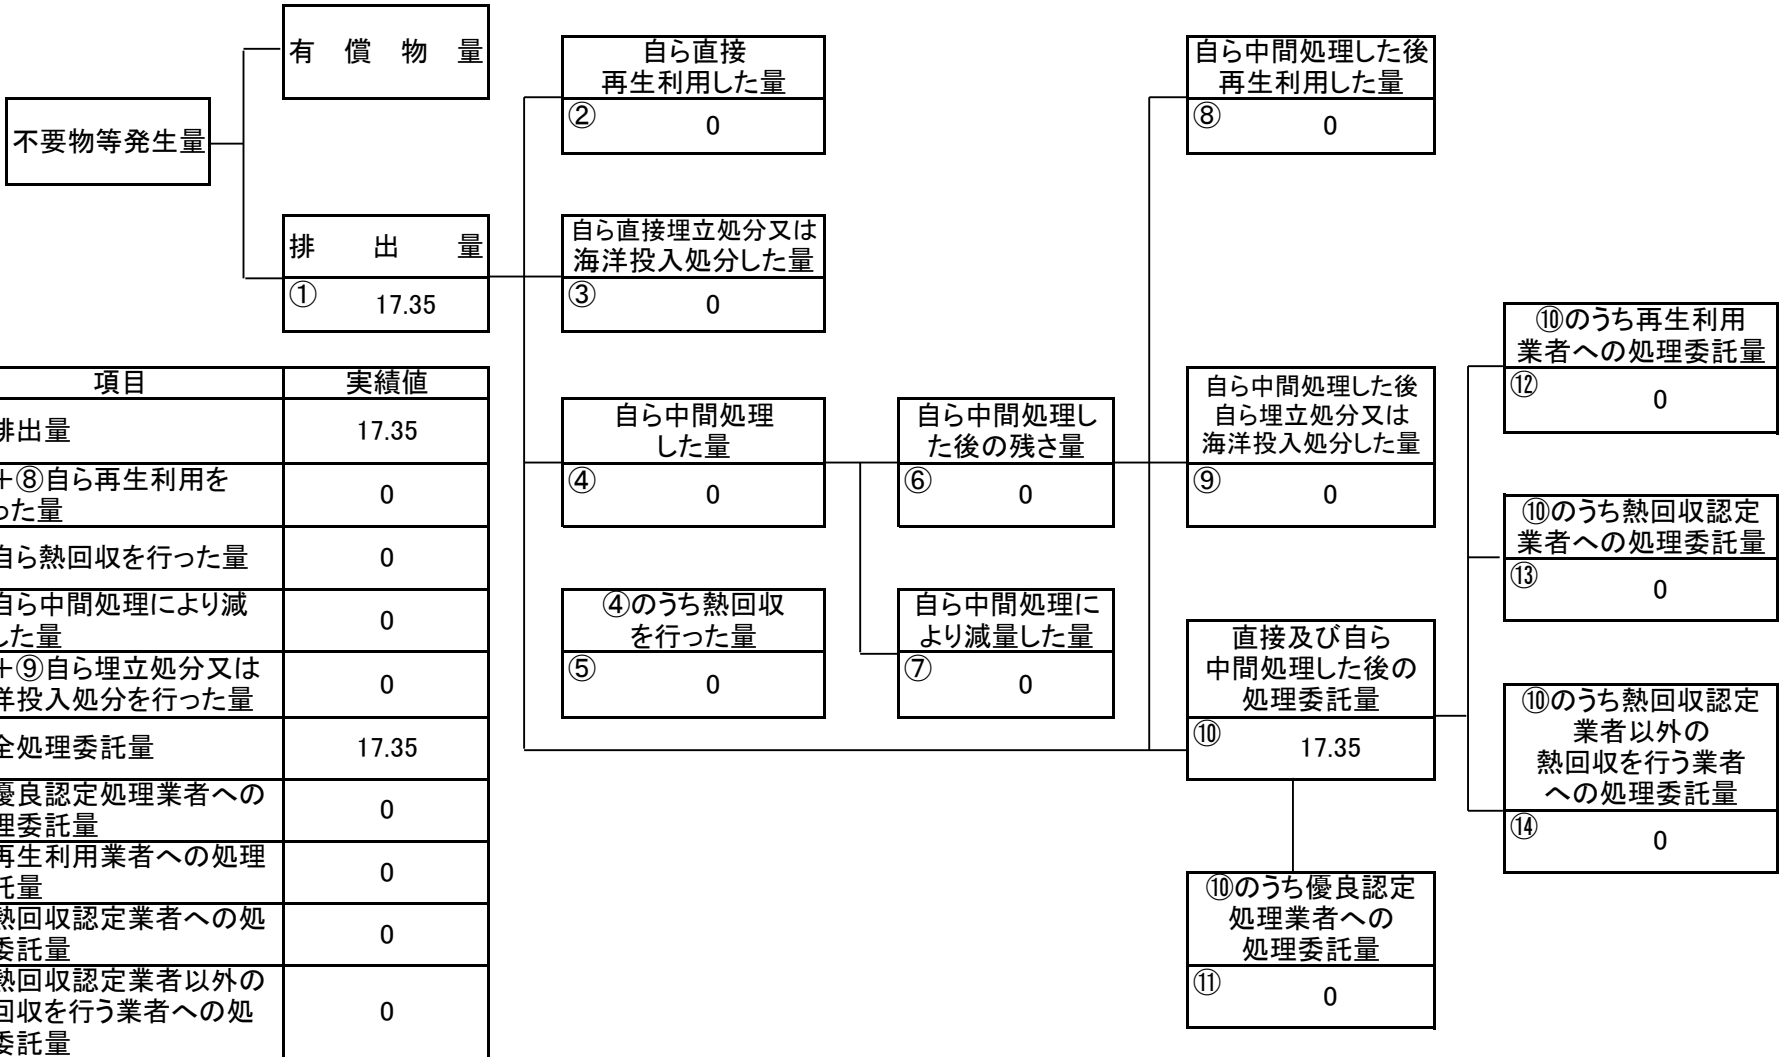 有償物量
不要物等発生量
排出量
① 17.35
自ら直接
再生利用した量
② 0
自ら直接埋立処分又は
海洋投入処分した量
③ 0
自ら中間処理
した量
④ 0
④のうち熱回収
を行った量
⑤ 0
自ら中間処理し
た後の残さ量
⑥ 0
自ら中間処理に
より減量した量
⑦ 0
自ら中間処理した後
再生利用した量
⑧ 0
自ら中間処理した後
自ら埋立処分又は
海洋投入処分した量
⑨ 0
直接及び自ら
中間処理した後の
処理委託量
⑩ 17.35
⑩のうち優良認定
処理業者への
処理委託量
⑪ 0
⑩のうち再生利用
業者への処理委託量
⑫ 0
⑩のうち熱回収認定
業者への処理委託量
⑬ 0
⑩のうち熱回収認定
業者以外の
熱回収を行う業者
への処理委託量
⑭ 0
項目 実績値
排出量 17.35
+⑧自ら再生利用を
った量 0
自ら熱回収を行った量 0
自ら中間処理により減
した量 0
+⑨自ら埋立処分又は
洋投入処分を行った量 0
全処理委託量 17.35
優良認定処理業者への
理委託量 0
再生利用業者への処理
託量 0
熱回収認定業者への処
委託量 0
熱回収認定業者以外の
回収を行う業者への処
委託量 0